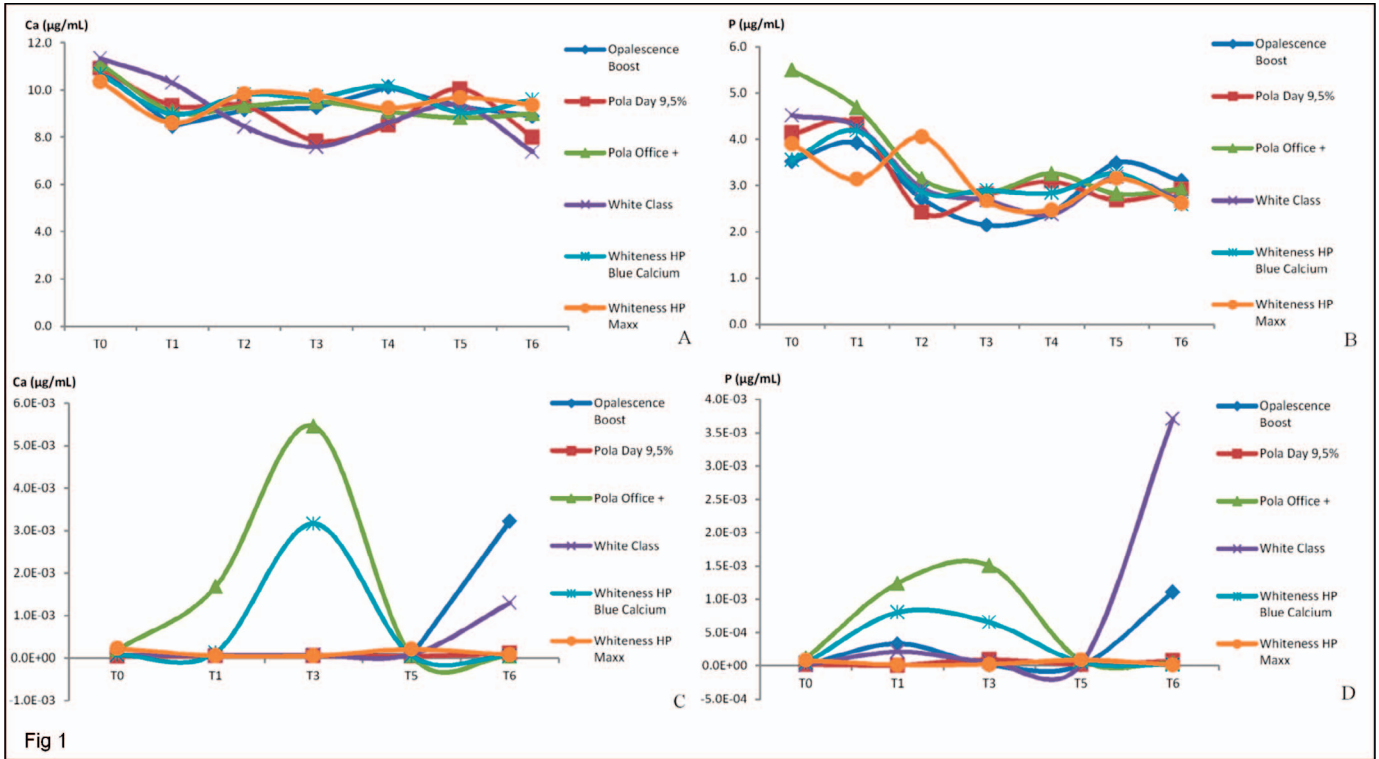 Ca (µg/mL)
12.0
10.0
8.0
6.0
4.0
2.0
0.0
T0 T1 T2 T3 T4 T5 T6
Opalescence
Boost
Pola Day 9,5%
Pola Office +
White Class
Whiteness HP
Blue Calcium
Whiteness HP
Maxx
A
P (µg/mL)
6.0
5.0
4.0
3.0
2.0
1.0
0.0
T0 T1 T2 T3 T4 T5 T6
Opalescence
Boost
Pola Day 9,5%
Pola Office +
White Class
Whiteness HP
Blue Calcium
Whiteness HP
Maxx
B
Ca (µg/mL)
6.0E-03
5.0E-03
4.0E-03
3.0E-03
2.0E-03
1.0E-03
0.0E+00
-1.0E-03
T0 T1 T3 T5 T6
Opalescence
Boost
Pola Day 9,5%
Pola Office +
White Class
Whiteness HP
Blue Calcium
Whiteness HP
Maxx
C
P (µg/mL)
4.0E-03
3.5E-03
3.0E-03
2.5E-03
2.0E-03
1.5E-03
1.0E-03
5.0E-04
0.0E+00
-5.0E-04
T0 T1 T3 T5 T6
Opalescence
Boost
Pola Day 9,5%
Pola Office +
White Class
Whiteness HP
Blue Calcium
Whiteness HP
Maxx
D
Fig 1